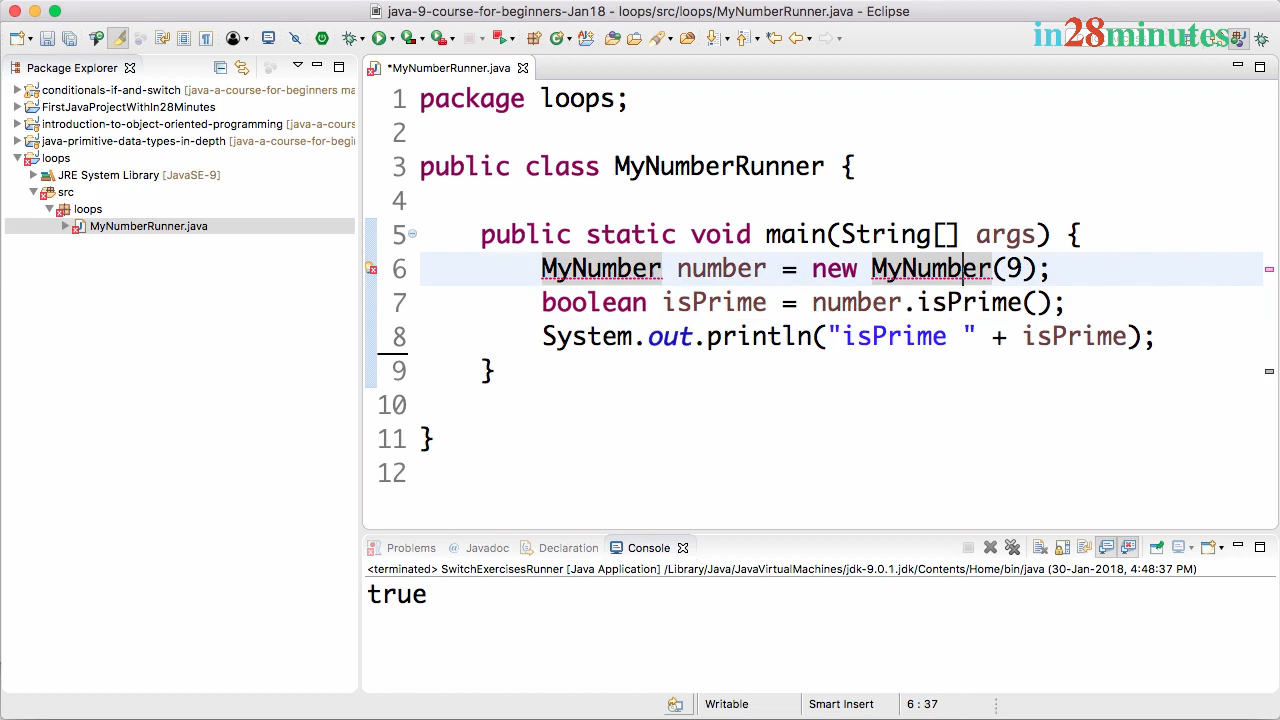 java-9-course-for-beginners-Jan18 - loops/src/loops/MyNumberRunner.java - Eclipse
in28minutes
Package Explorer
*MyNumberRunner.java
conditionals-if-and-switch [java-a-course-for-beginners ma
FirstJavaProjectWithIn28Minutes
introduction-to-object-oriented-programming [java-a-cours
java-primitive-data-types-in-depth [java-a-course-for-begi
loops
JRE System Library [JavaSE-9]
src
loops
MyNumberRunner.java
1 package loops;
2
3 public class MyNumberRunner {
4
5 public static void main(String[] args) {
6 MyNumber number = new MyNumber(9);
7 boolean isPrime = number.isPrime();
8 System.out.println("isPrime " + isPrime);
9 }
10
11 }
12
Problems @ Javadoc Declaration Console
<terminated> SwitchExercisesRunner [Java Application] /Library/Java/JavaVirtualMachines/jdk-9.0.1.jdk/Contents/Home/bin/java (30-Jan-2018, 4:48:37 PM)
true
Writable Smart Insert 6 : 37